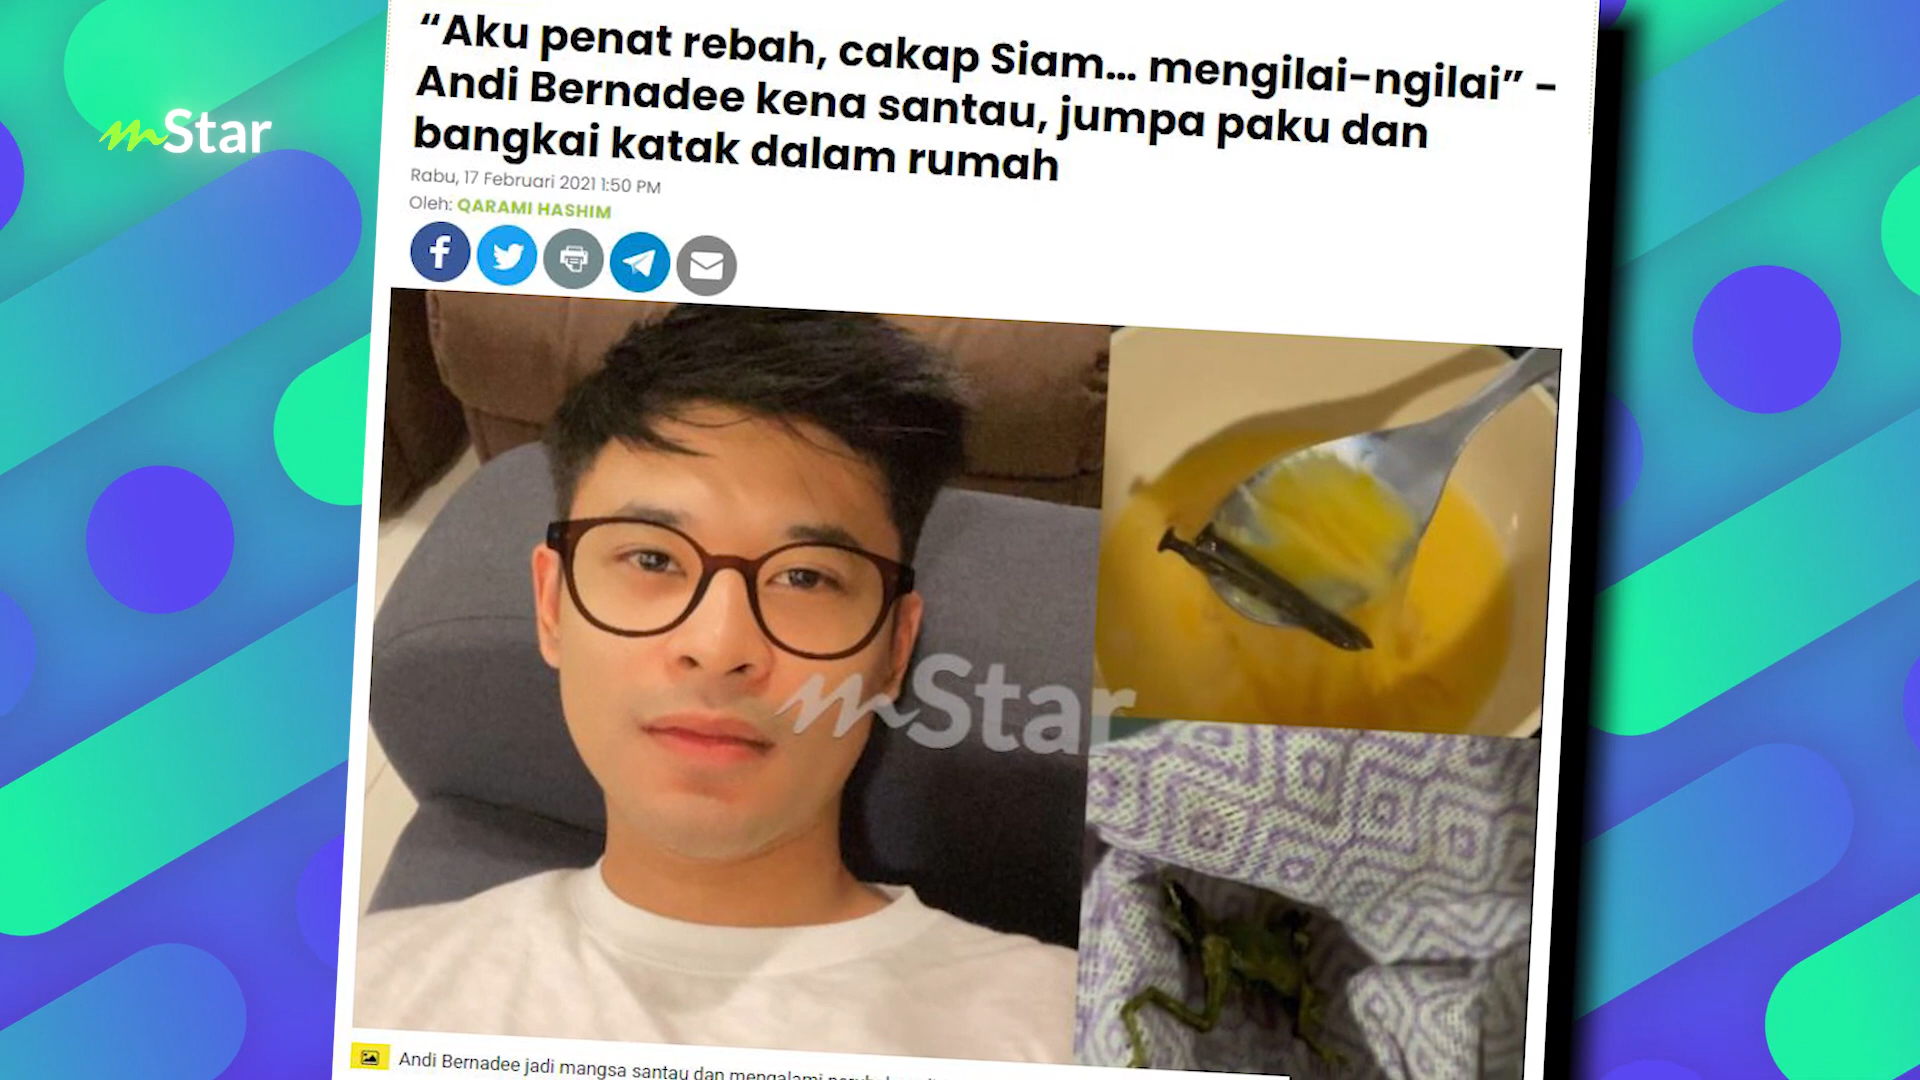 mStar
“Aku penat rebah, cakap Siam... mengilai-ngilai” -
Andi Bernadee kena santau, jumpa paku dan
bangkai katak dalam rumah
Rabu, 17 Februari 2021 1:50 PM
Oleh: QARAMI HASHIM
mStar
Andi Bernadee jadi mangsa santau dan mengalami